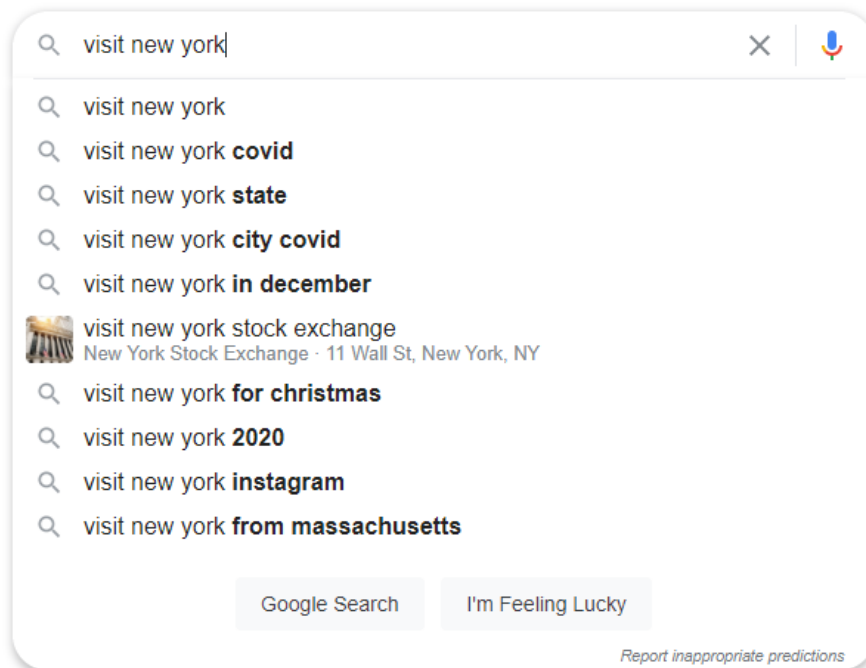 visit new york
visit new york
visit new york covid
visit new york state
visit new york city covid
visit new york in december
visit new york stock exchange
New York Stock Exchange · 11 Wall St, New York, NY
visit new york for christmas
visit new york 2020
visit new york instagram
visit new york from massachusetts
Google Search I'm Feeling Lucky
Report inappropriate predictions